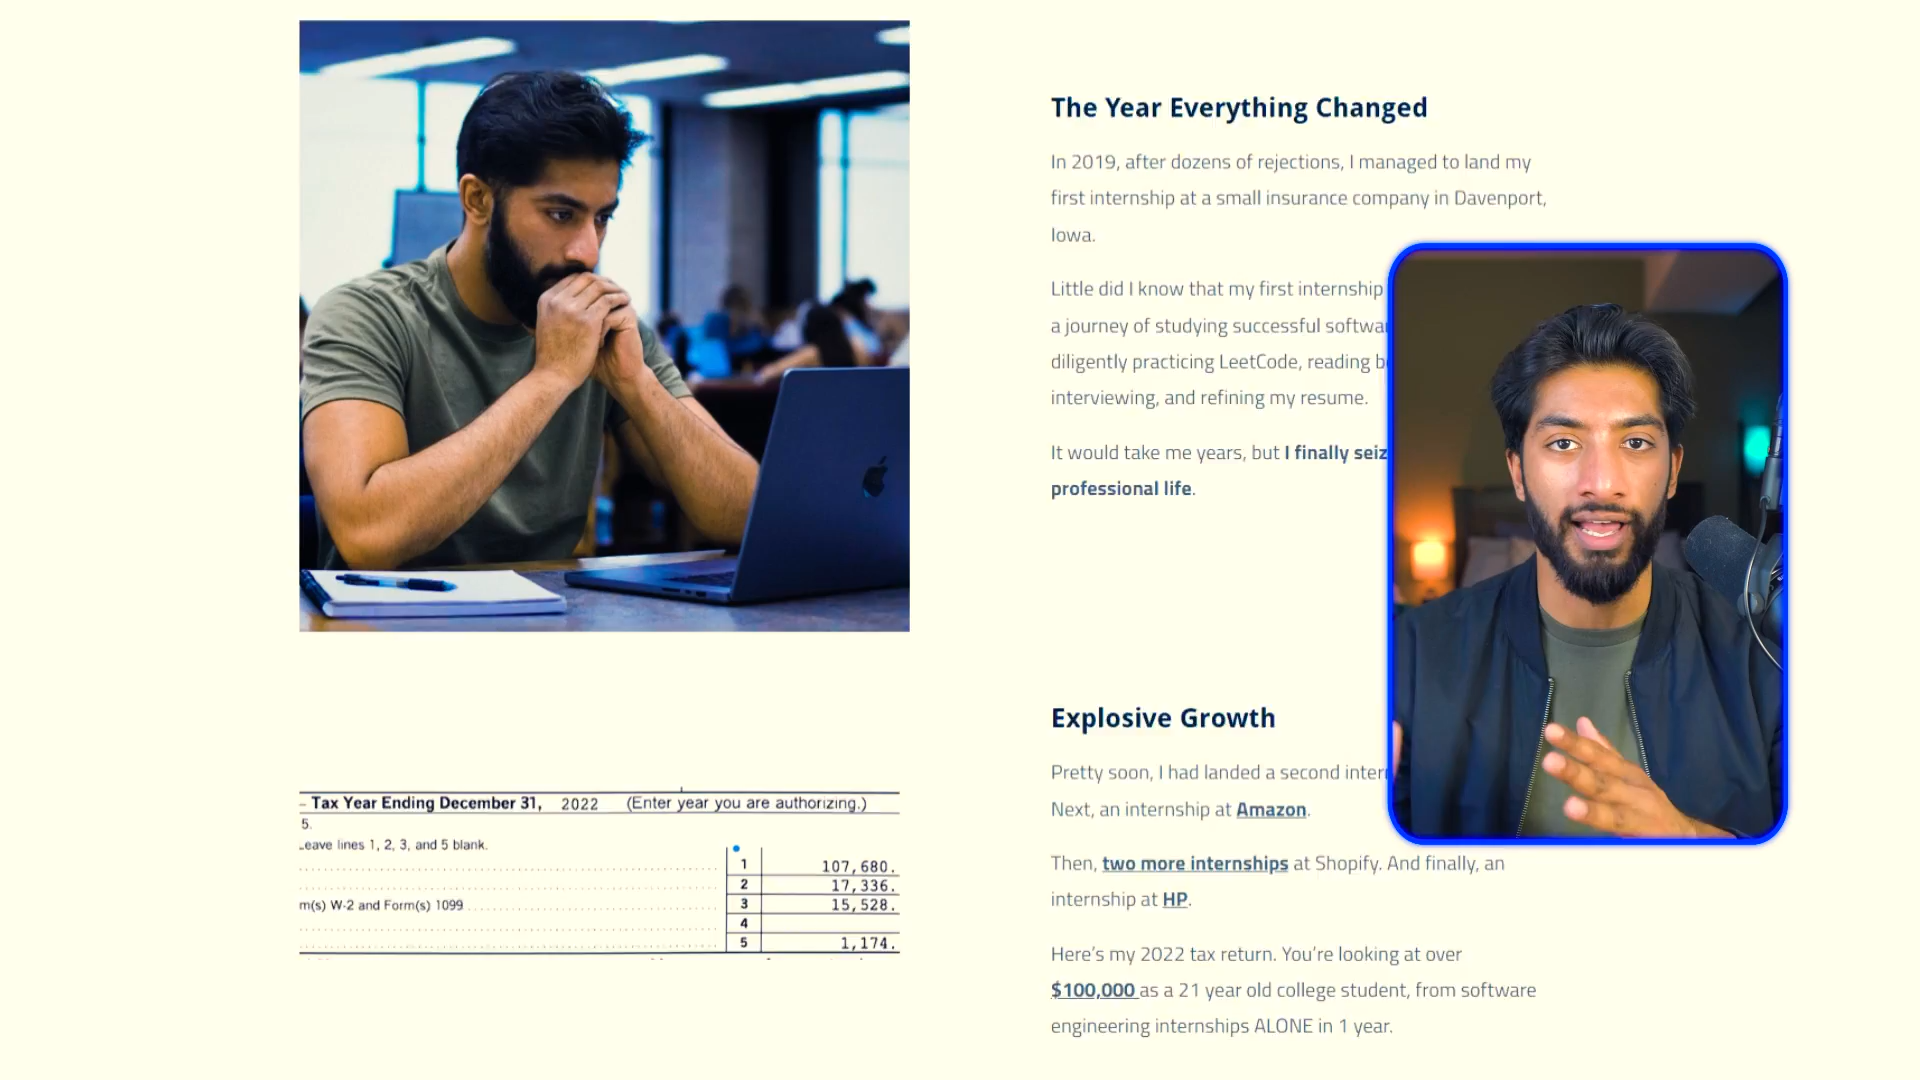 The Year Everything Changed
In 2019, after dozens of rejections, I managed to land my
first internship at a small insurance company in Davenport,
Iowa.
Little did I know that my first internship
a journey of studying successful
diligently practicing LeetCode, reading
interviewing, and refining my resume.
It would take me years, but I finally
professional life.
Explosive Growth
Pretty soon, I had landed a second
Next, an internship at Amazon.
Then, two more internships at Shopify. And finally, an
internship at HP.
Here's my 2022 tax return. You're looking at over
$100,000 as a 21 year old college student, from software
engineering internships ALONE in 1 year.
– Tax Year Ending December 31, 2022 (Enter year you are authorizing.)
5.
Leave lines 1, 2, 3, and 5 blank.
1 107,680.
2 17,336.
m(s) W-2 and Form(s) 1099 3 15,528.
4
5 1,174.